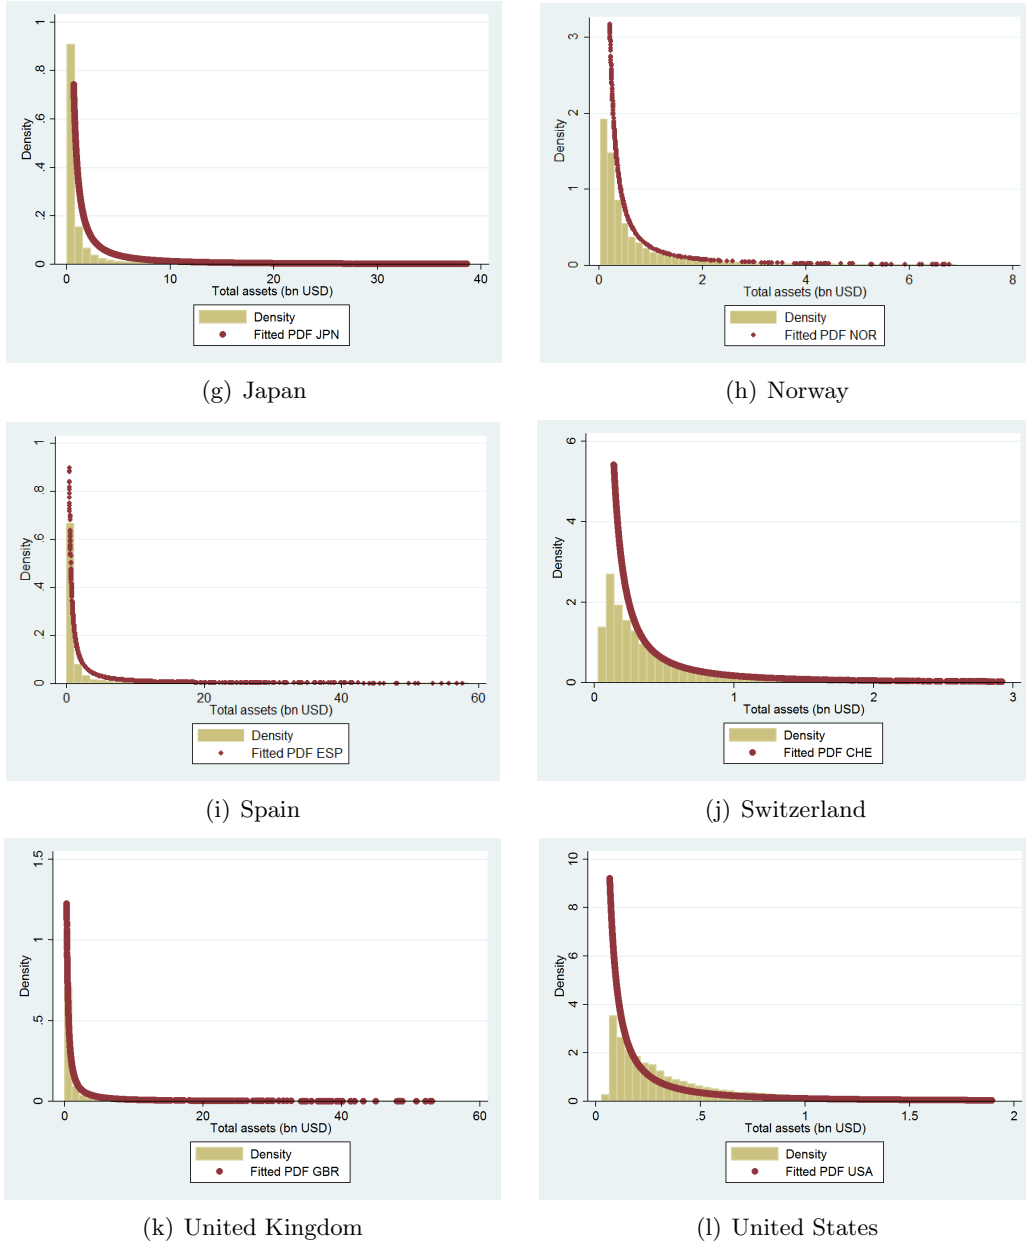 1
.8
.6
.4
.2
0
Density
0 10 20 30 40
Total assets (bn USD)
Density
Fitted PDF JPN
(g) Japan
3
2
1
0
Density
0 2 4 6 8
Total assets (bn USD)
Density
Fitted PDF NOR
(h) Norway
1
.8
.6
.4
.2
0
Density
0 20 40 60
Total assets (bn USD)
Density
Fitted PDF ESP
(i) Spain
6
4
2
0
Density
0 1 2 3
Total assets (bn USD)
Density
Fitted PDF CHE
(j) Switzerland
1.5
1
.5
0
Density
0 20 40 60
Total assets (bn USD)
Density
Fitted PDF GBR
(k) United Kingdom
10
8
6
4
2
0
Density
0 .5 1 1.5 2
Total assets (bn USD)
Density
Fitted PDF USA
(l) United States